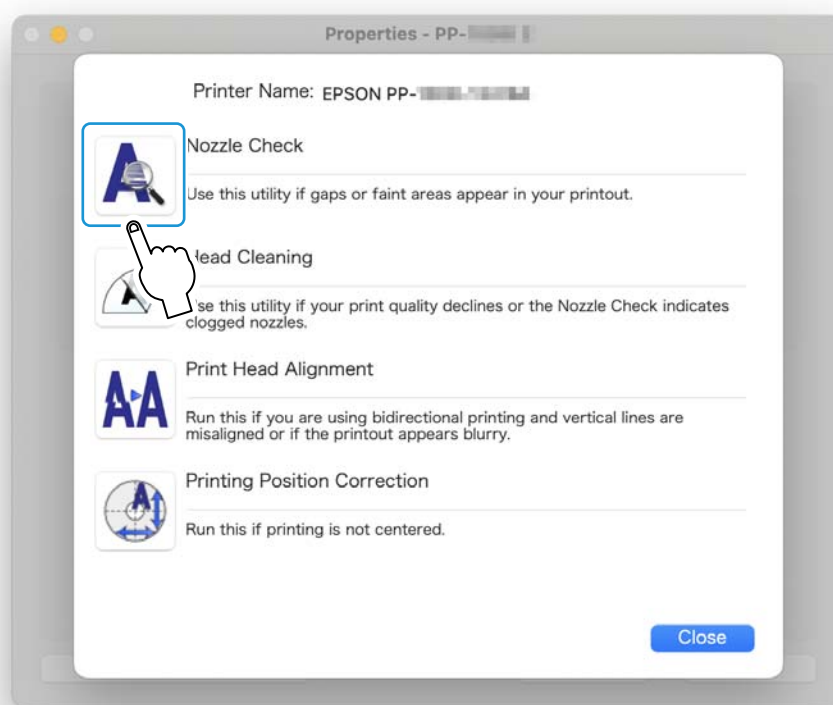 Properties - PP-
Printer Name: EPSON PP-
Nozzle Check
Use this utility if gaps or faint areas appear in your printout.
Head Cleaning
Use this utility if your print quality declines or the Nozzle Check indicates
clogged nozzles.
Print Head Alignment
Run this if you are using bidirectional printing and vertical lines are
misaligned or if the printout appears blurry.
Printing Position Correction
Run this if printing is not centered.
Close